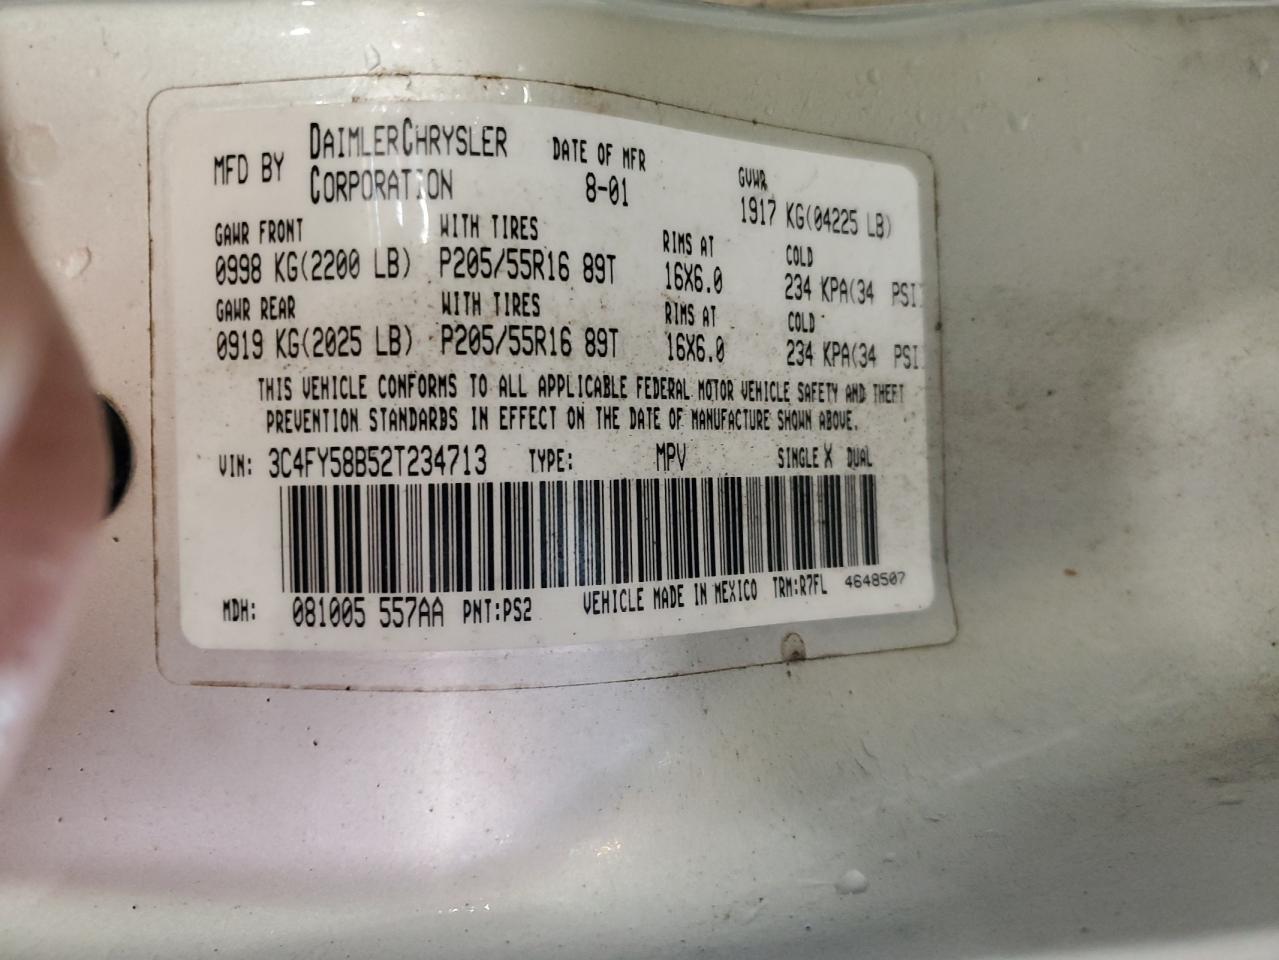 MFD BY DAIMLERCHRYSLER CORPORATION DATE OF MFR 8-01 GVWR 1917 KG(04225 LB)
GAWR FRONT WITH TIRES RIMS AT COLD
0998 KG(2200 LB) P205/55R16 89T 16X6.0 234 KPA(34 PSI)
GAWR REAR WITH TIRES RIMS AT COLD
0919 KG(2025 LB) P205/55R16 89T 16X6.0 234 KPA(34 PSI
THIS VEHICLE CONFORMS TO ALL APPLICABLE FEDERAL MOTOR VEHICLE SAFETY AND THEFT
PREVENTION STANDARDS IN EFFECT ON THE DATE OF MANUFACTURE SHOWN ABOVE.
VIN: 3C4FY58B52T234713 TYPE: MPV SINGLE X DUAL
MDH: 081005 557AA PNT:PS2 VEHICLE MADE IN MEXICO TRM:R7FL 4648507